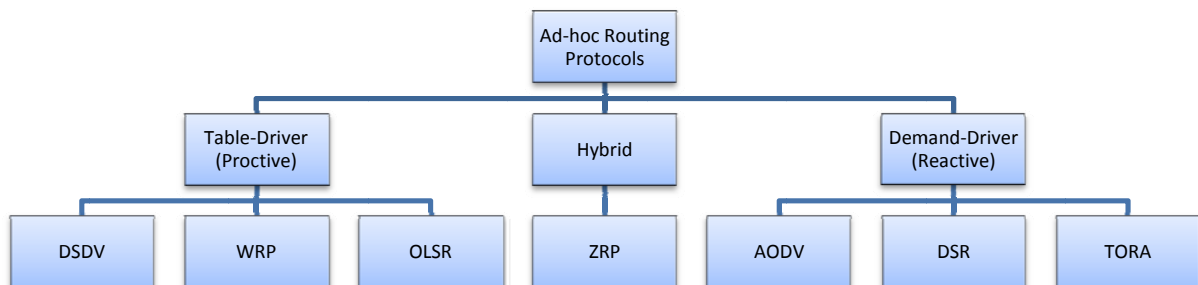 Ad-hoc Routing
Protocols
Table-Driver
(Proctive)
Hybrid
Demand-Driver
(Reactive)
DSDV
WRP
OLSR
ZRP
AODV
DSR
TORA